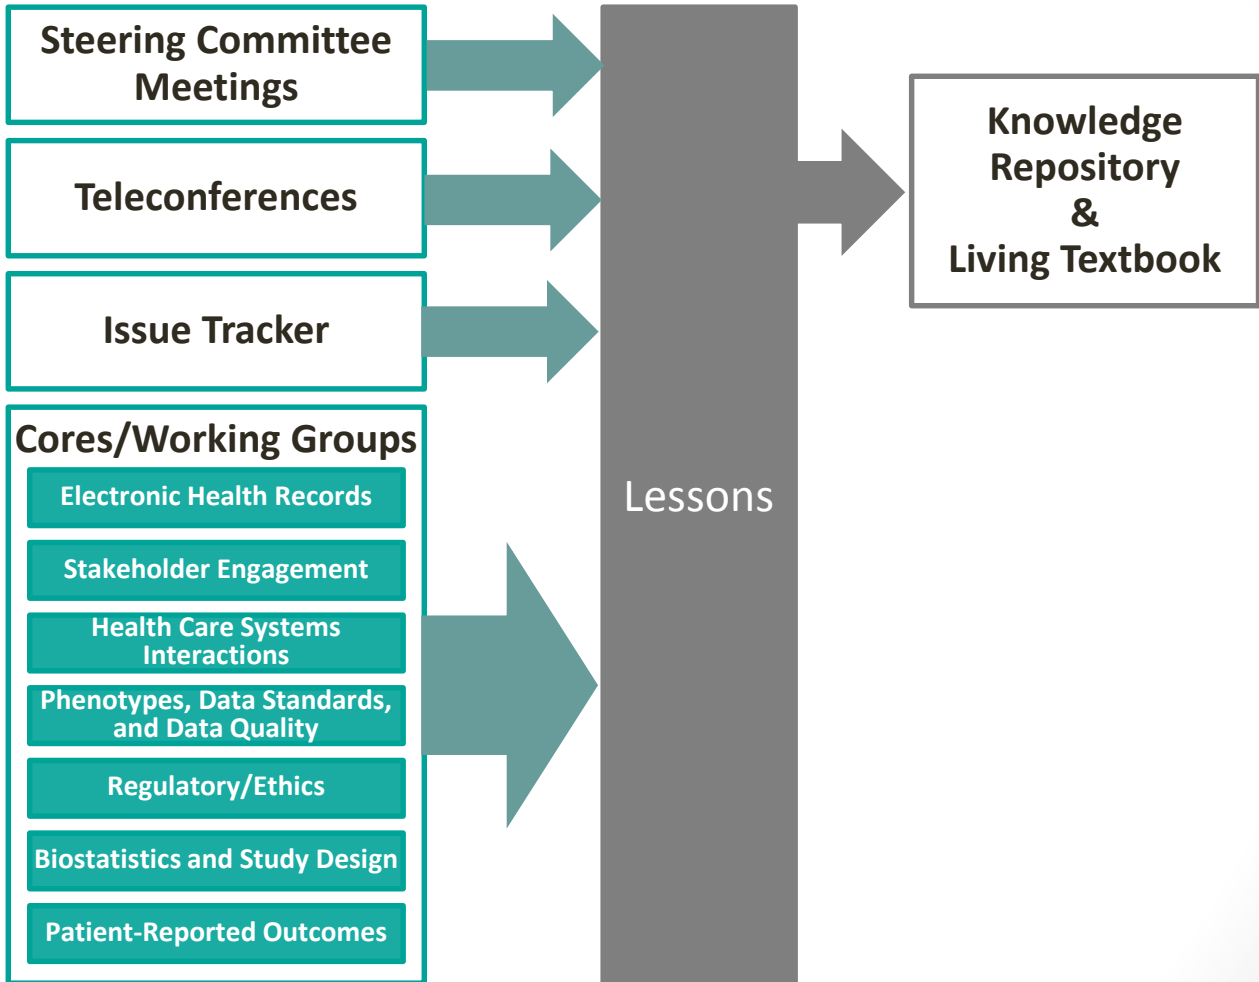 Steering Committee
Meetings
Teleconferences
Issue Tracker
Cores/Working Groups
Electronic Health Records
Stakeholder Engagement
Health Care Systems
Interactions
Phenotypes, Data Standards,
and Data Quality
Regulatory/Ethics
Biostatistics and Study Design
Patient-Reported Outcomes
Lessons
Knowledge
Repository
&
Living Textbook